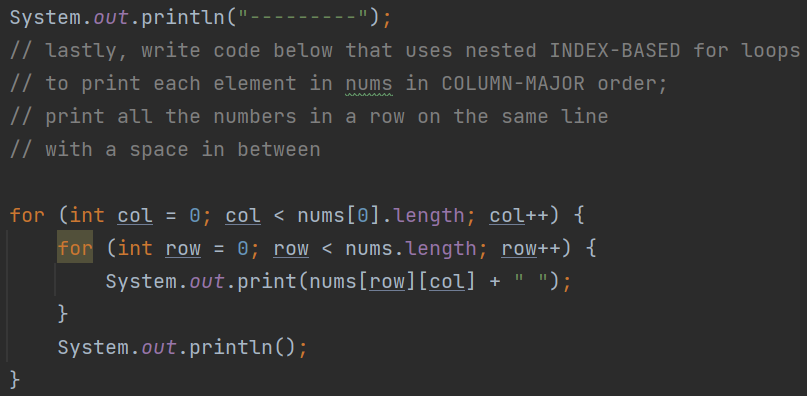 System.out.println("---------");
// lastly, write code below that uses nested INDEX-BASED for loops
// to print each element in nums in COLUMN-MAJOR order;
// print all the numbers in a row on the same line
// with a space in between
for (int col = 0; col < nums[0].length; col++) {
    for (int row = 0; row < nums.length; row++) {
        System.out.print(nums[row][col] + " ");
    }
    System.out.println();
}